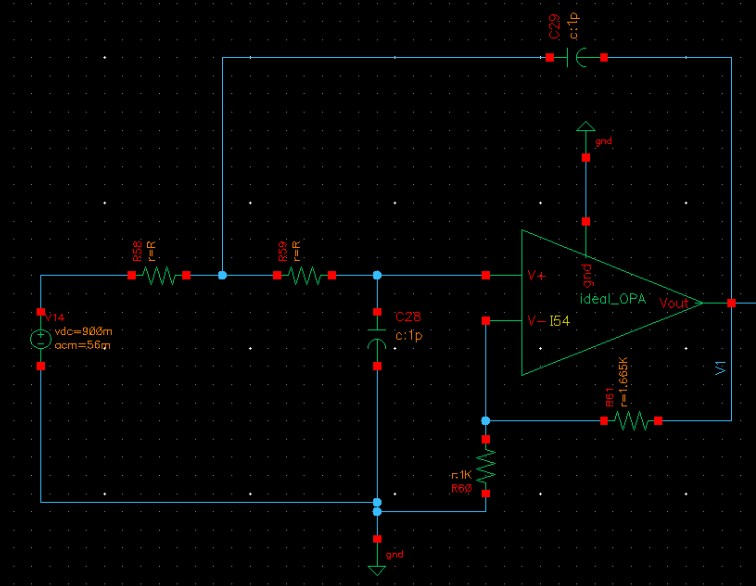 C29
c:1p
gnd
R58
r=R
R59
r=R
V+
gnd
ideal_OPA
Vout
V14
vdc=900m
acm=56m
C28
c:1p
V-
I54
V1
R61
r=1.665K
r:1K
R60
gnd